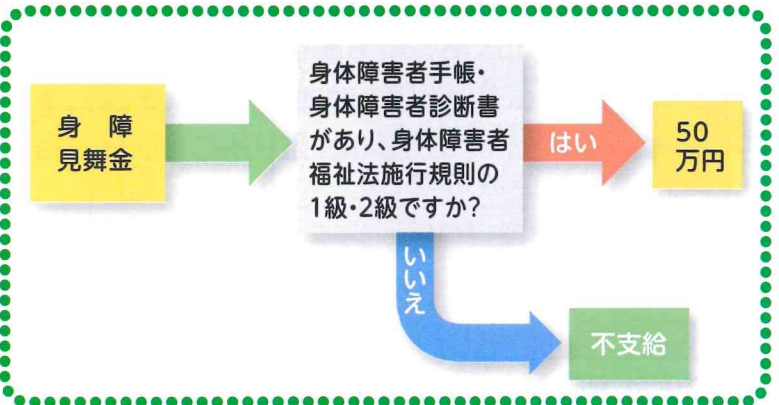 身　障
見舞金
身体障害者手帳・
身体障害者診断書
があり、身体障害者
福祉法施行規則の
1級・2級ですか?
はい
50
万円
いいえ
不支給